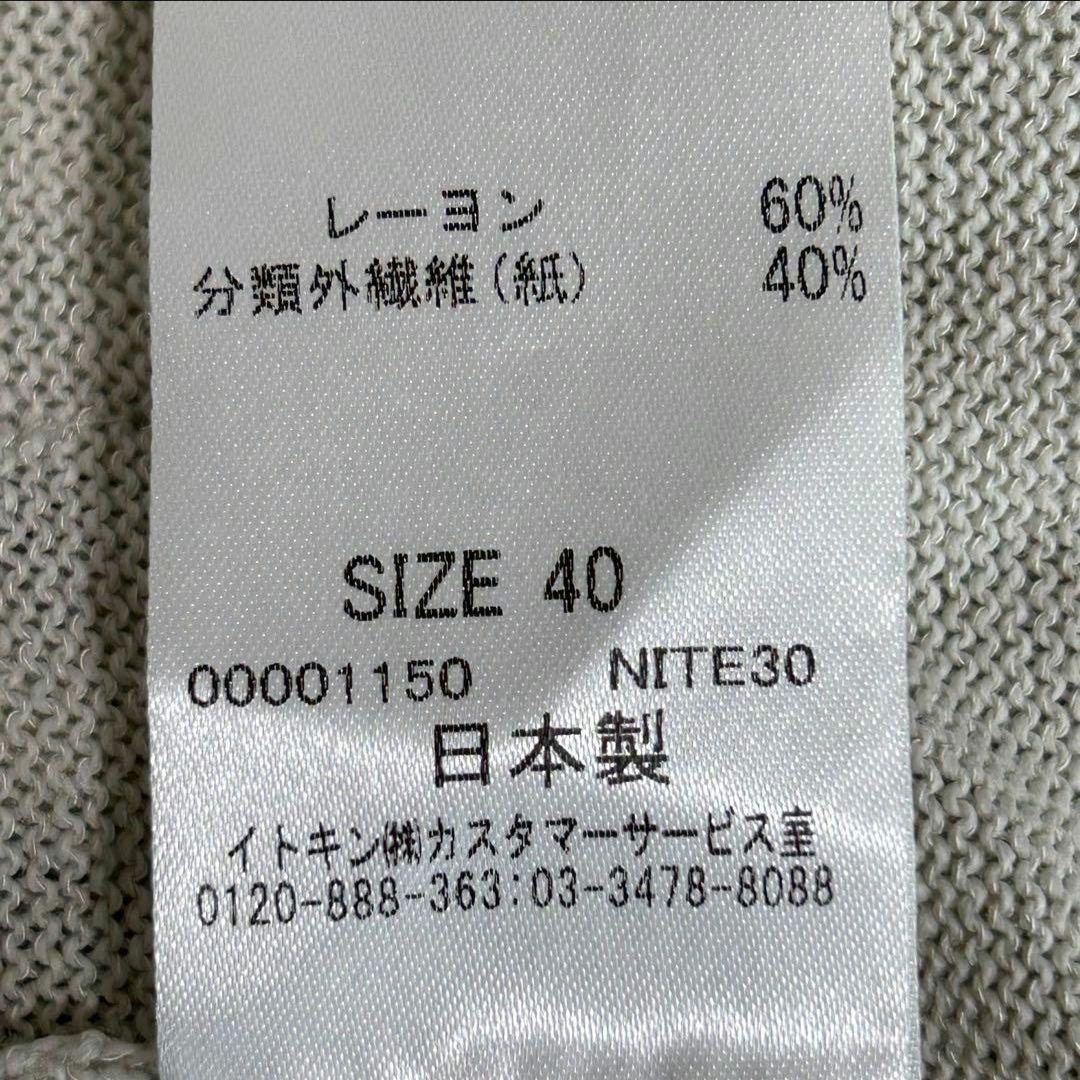 レーヨン 60%
分類外繊維(紙) 40%
SIZE 40
00001150 NITE30
日本製
イトキン㈱カスタマーサービス室
0120-888-363:03-3478-8088